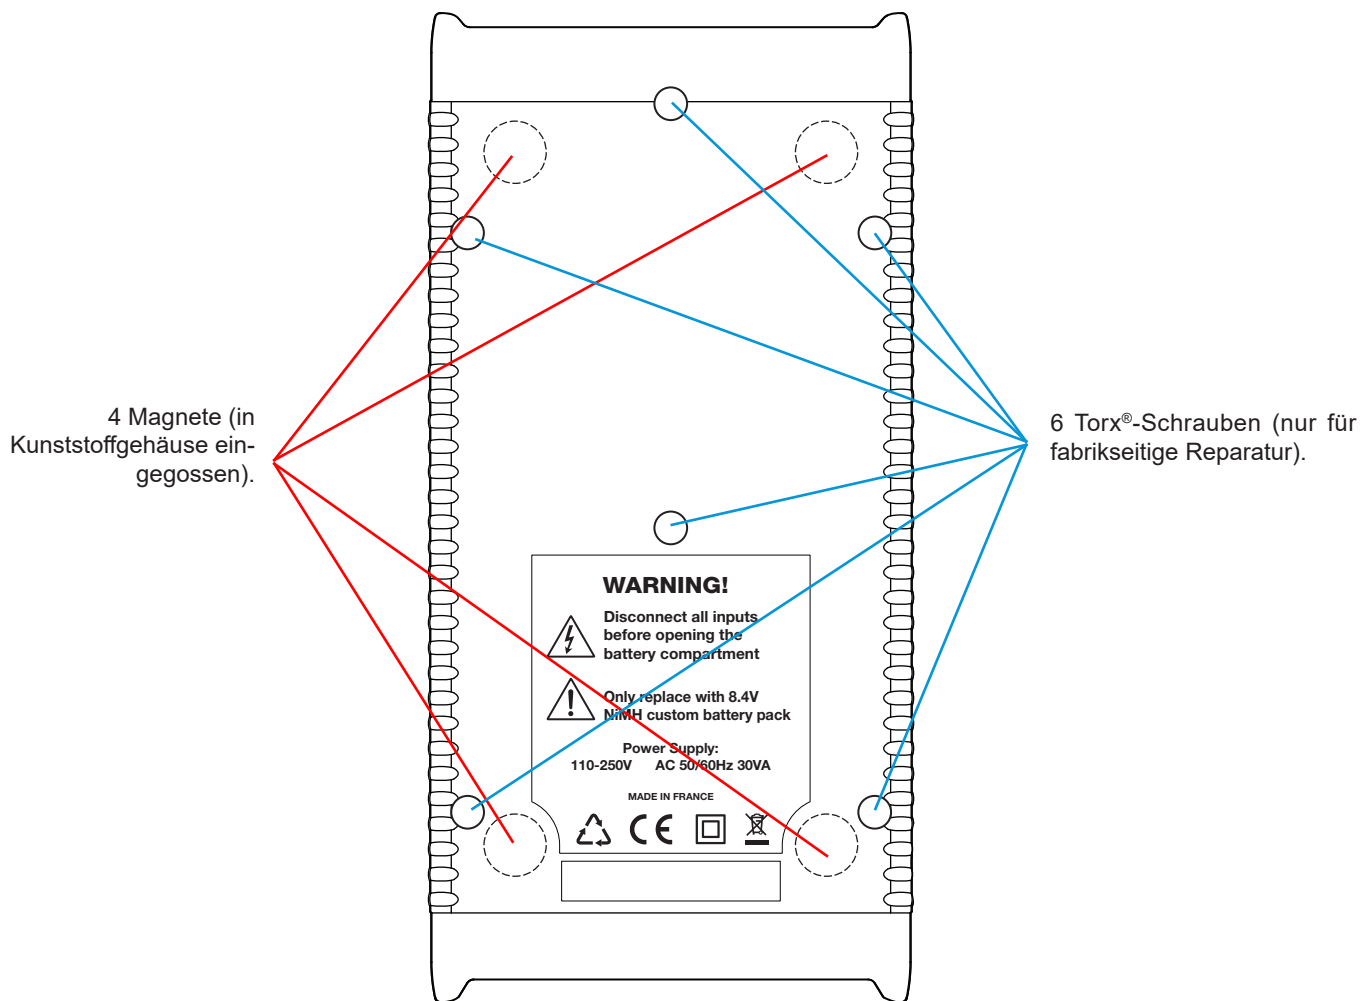 4 Magnete (in
Kunststoffgehäuse ein-
gegossen).
6 Torx®-Schrauben (nur für
fabrikseitige Reparatur).
WARNING!
Disconnect all inputs
before opening the
battery compartment
Only replace with 8.4V
NiMH custom battery pack
Power Supply:
110-250V AC 50/60Hz 30VA
MADE IN FRANCE
CE